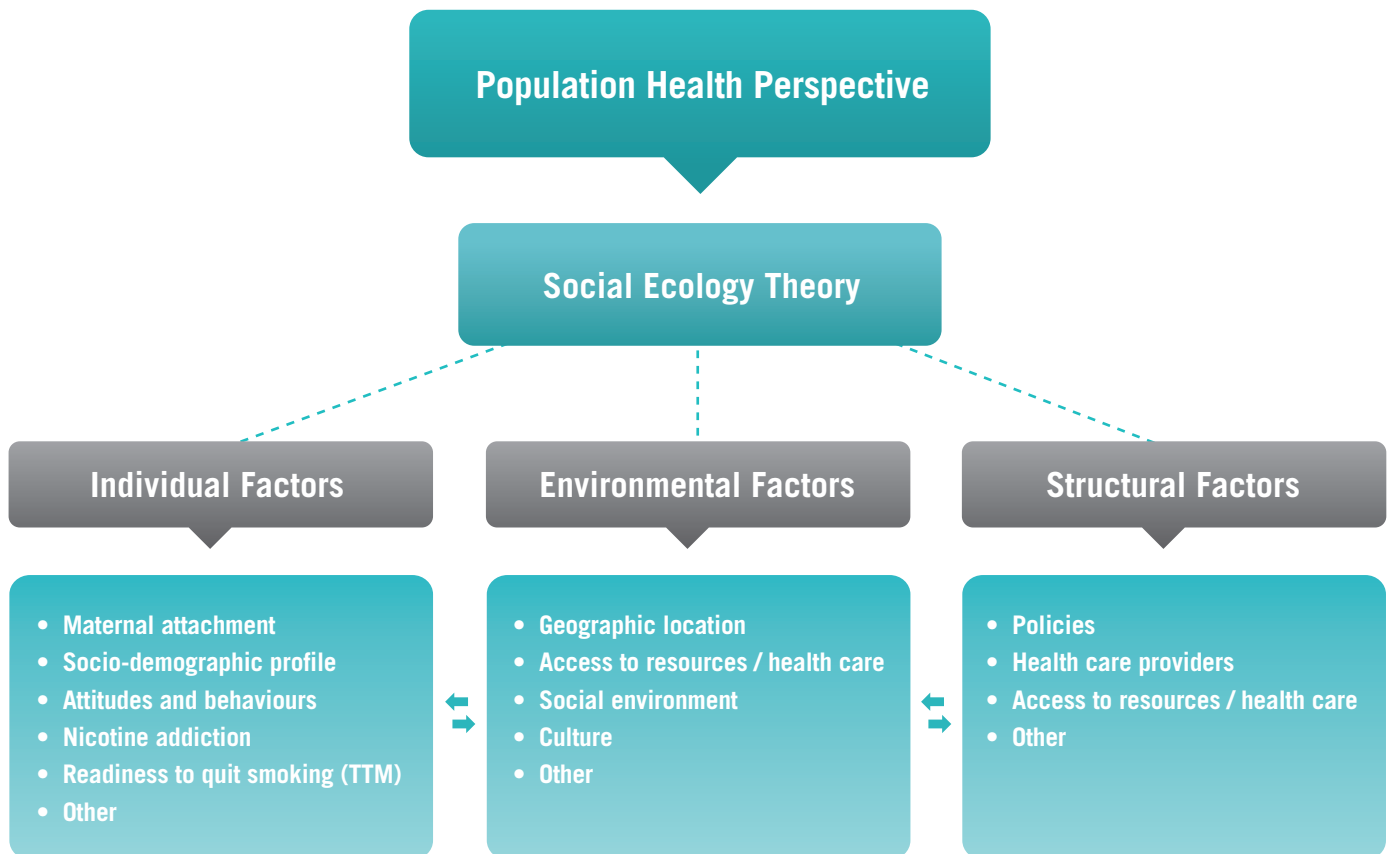 Population Health Perspective
Social Ecology Theory
Individual Factors
• Maternal attachment
• Socio-demographic profile
• Attitudes and behaviours
• Nicotine addiction
• Readiness to quit smoking (TTM)
• Other
Environmental Factors
• Geographic location
• Access to resources / health care
• Social environment
• Culture
• Other
Structural Factors
• Policies
• Health care providers
• Access to resources / health care
• Other